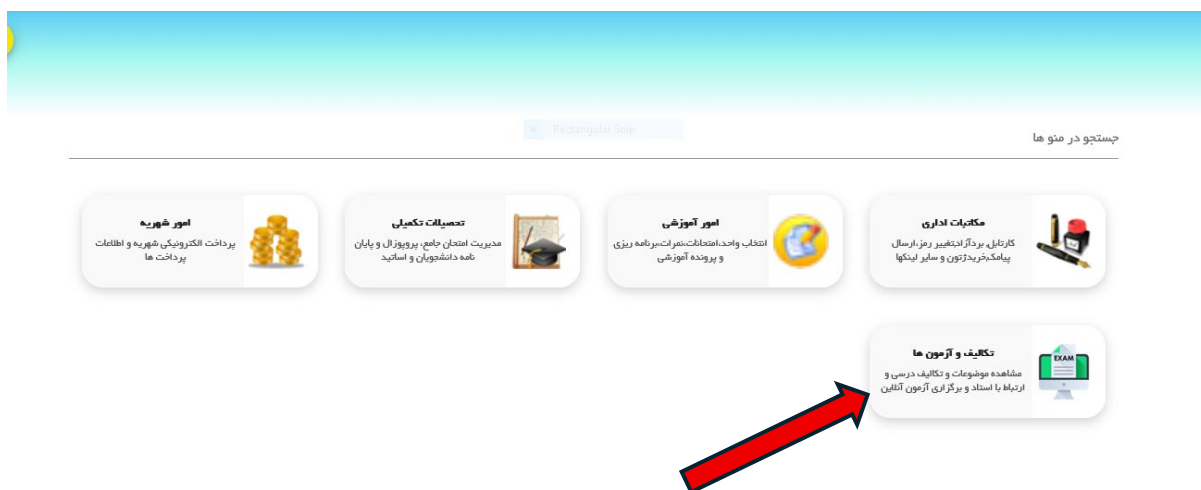 Rectangular Snip
جستجو در منو ها
مکاتبات اداری
کارتابل، بردآزاد،تغییر رمز،ارسال
پیامک،خریدژتون و سایر لینکها
امور آموزشی
انتخاب واحد،امتحانات،نمرات،برنامه ریزی
و پرونده آموزشی
تحصیلات تکمیلی
مدیریت امتحان جامع، پروپوزال و پایان
نامه دانشجویان و اساتید
امور شهریه
پرداخت الکترونیکی شهریه و اطلاعات
پرداخت ها
تکالیف و آزمون ها
مشاهده موضوعات و تکالیف درسی و
ارتباط با استاد و برگزاری آزمون آنلاین
EXAM